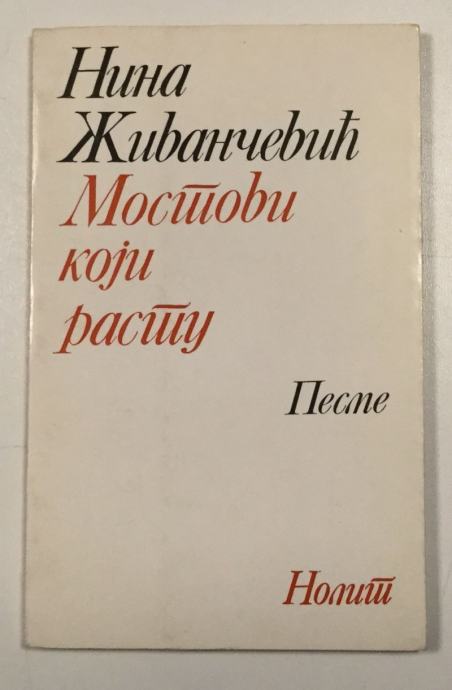 Нина
Живанчевић
Мостови
који
расту
Песме
Нолит